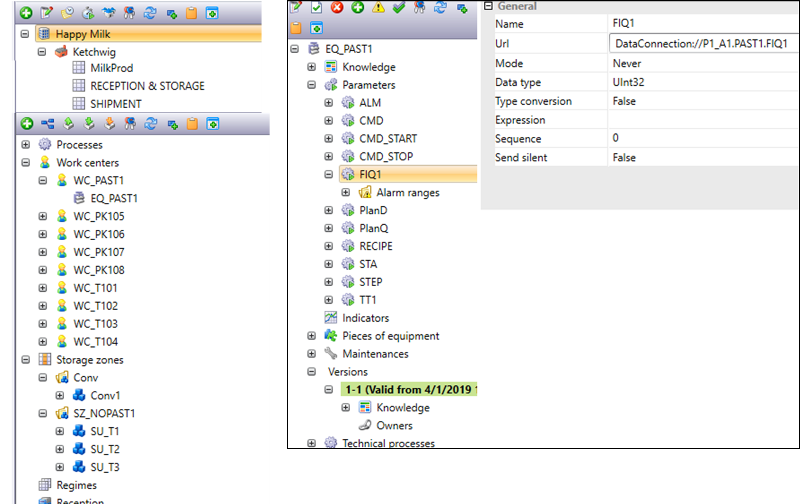 Happy Milk
Ketchwig
MilkProd
RECEPTION & STORAGE
SHIPMENT
Processes
Work centers
WC_PAST1
EQ_PAST1
WC_PK105
WC_PK106
WC_PK107
WC_PK108
WC_T101
WC_T102
WC_T103
WC_T104
Storage zones
Conv
Conv1
SZ_NOPAST1
SU_T1
SU_T2
SU_T3
Regimes
Reception
EQ_PAST1
Knowledge
Parameters
ALM
CMD
CMD_START
CMD_STOP
FIQ1
Alarm ranges
PlanD
PlanQ
RECIPE
STA
STEP
TT1
Indicators
Pieces of equipment
Maintenances
Versions
1-1 (Valid from 4/1/2019
Knowledge
Owners
Technical processes
General
Name FIQ1
Url DataConnection://P1_A1.PAST1.FIQ1
Mode Never
Data type UInt32
Type conversion False
Expression
Sequence 0
Send silent False